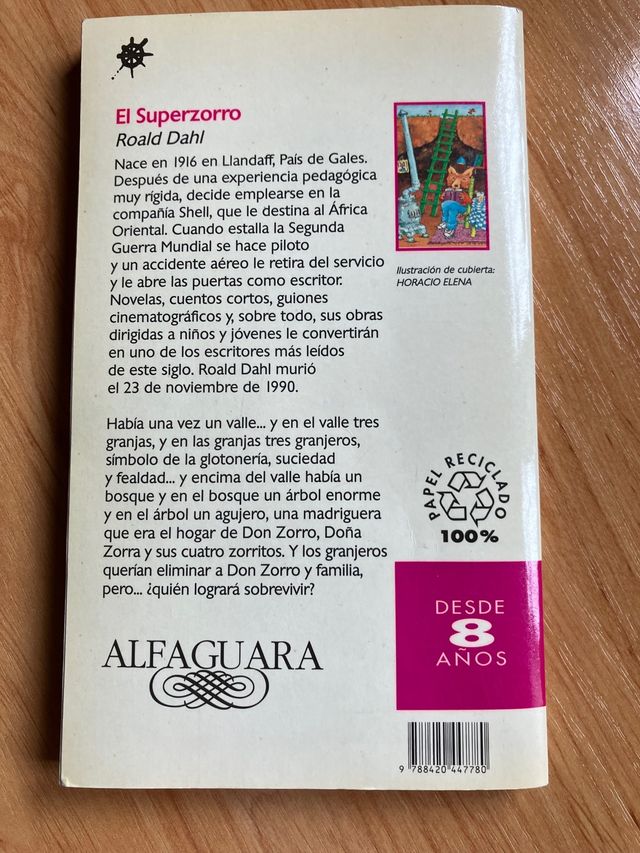 El Superzorro
Roald Dahl
Nace en 1916 en Llandaff, País de Gales.
Después de una experiencia pedagógica
muy rígida, decide emplearse en la
compañía Shell, que le destina al África
Oriental. Cuando estalla la Segunda
Guerra Mundial se hace piloto
y un accidente aéreo le retira del servicio
y le abre las puertas como escritor.
Novelas, cuentos cortos, guiones
cinematográficos y, sobre todo, sus obras
dirigidas a niños y jóvenes le convertirán
en uno de los escritores más leídos
de este siglo. Roald Dahl murió
el 23 de noviembre de 1990.
Había una vez un valle... y en el valle tres
granjas, y en las granjas tres granjeros,
símbolo de la glotonería, suciedad
y fealdad... y encima del valle había un
bosque y en el bosque un árbol enorme
y en el árbol un agujero, una madriguera
que era el hogar de Don Zorro, Doña
Zorra y sus cuatro zorritos. Y los granjeros
querían eliminar a Don Zorro y familia,
pero... ¿quién logrará sobrevivir?
ALFAGUARA
Ilustración de cubierta:
HORACIO ELENA
PAPEL RECICLADO
100%
DESDE
8
AÑOS
9 788420 447780